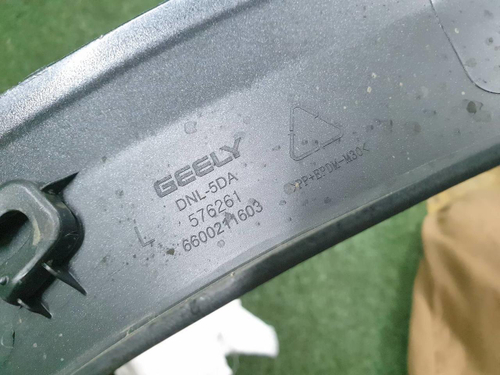 GEELY
DNL-5DA
576261
L
6600211603
>PP+EPDM-M30<